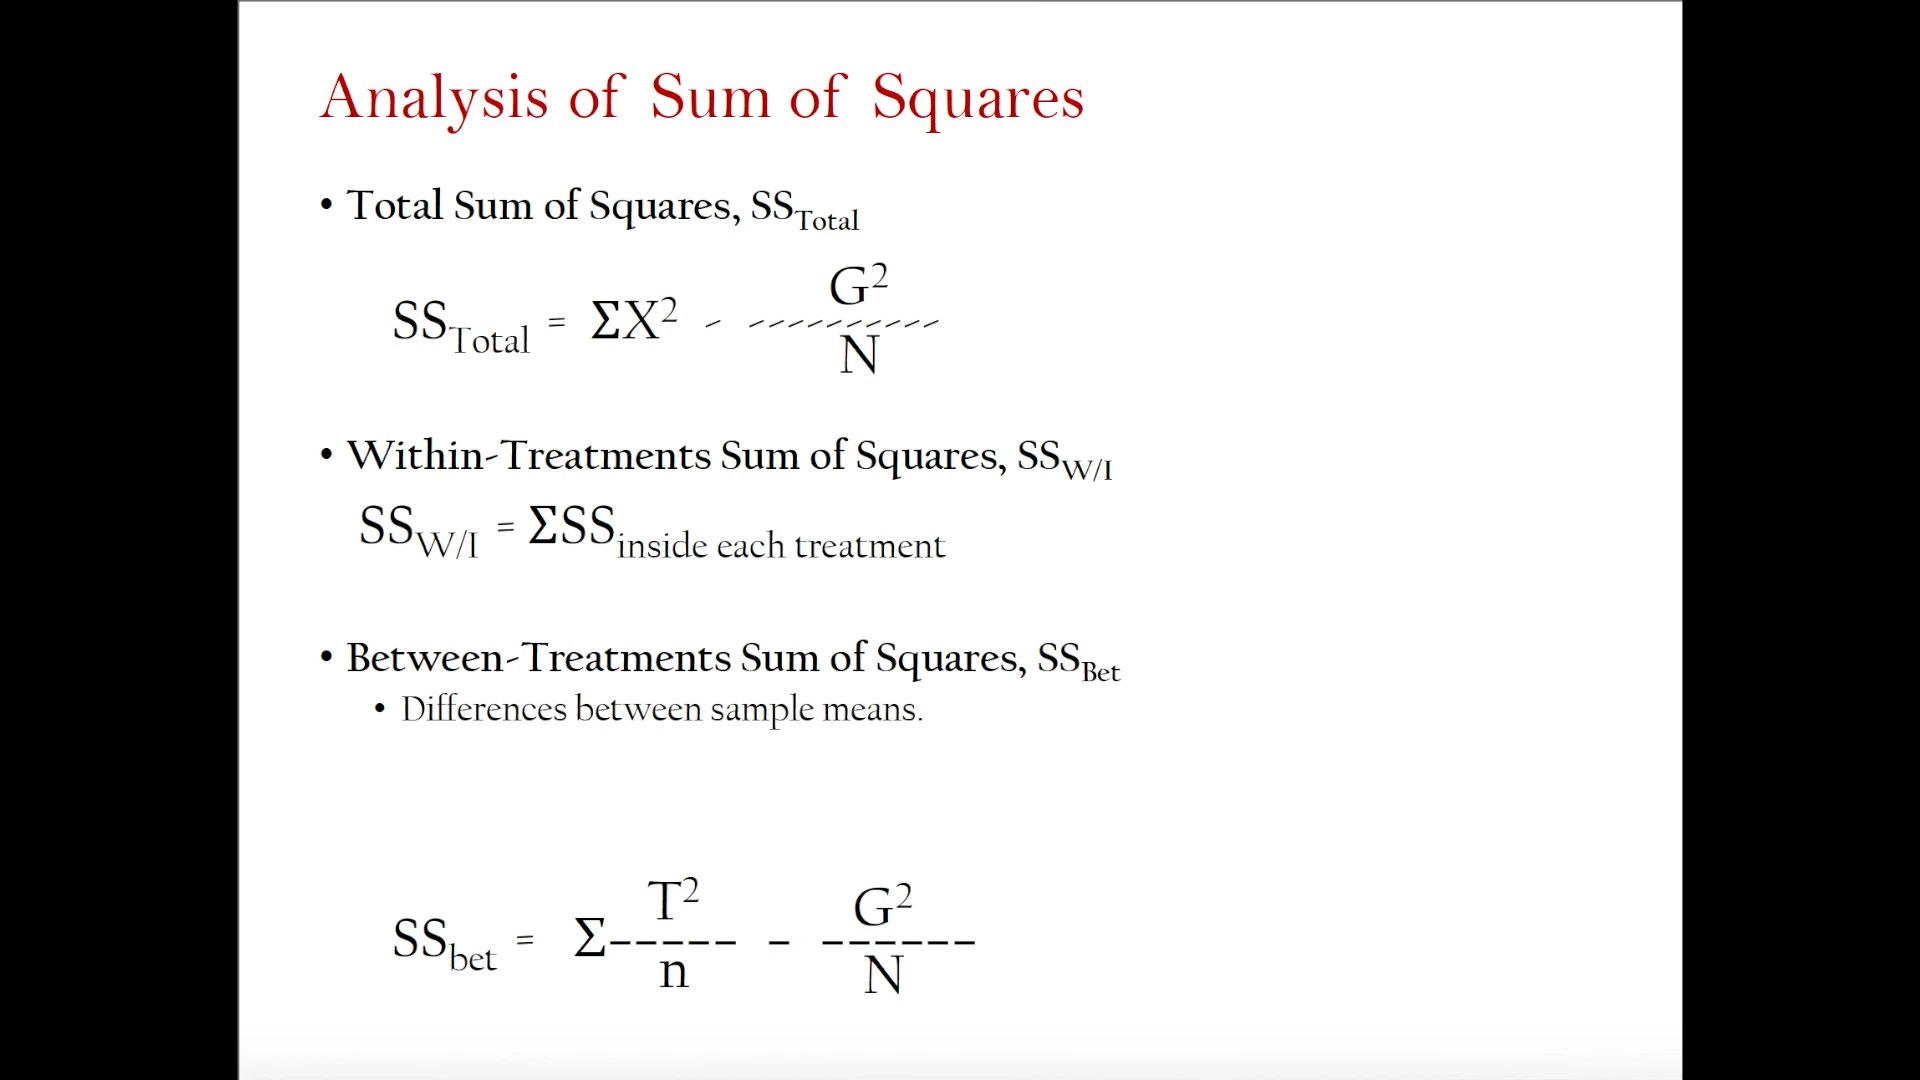 Analysis of Sum of Squares
• Total Sum of Squares, SSTotal
G²
SSTotal = ΣX² - ----------
N
• Within-Treatments Sum of Squares, SSW/I
SSW/I = ΣSSinside each treatment
• Between-Treatments Sum of Squares, SSBet
• Differences between sample means.
T² G²
SSbet = Σ----- - ------
n N